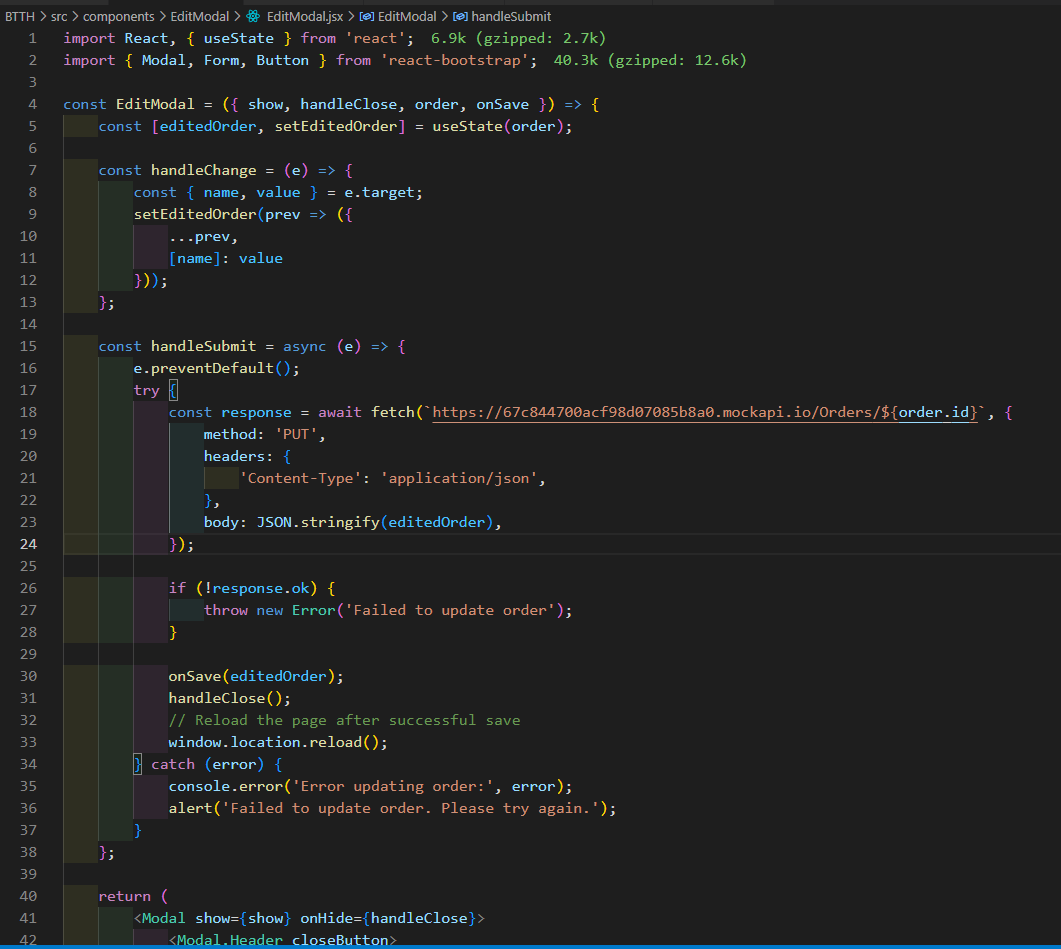 BTTH > src > components > EditModal > EditModal.jsx > EditModal > handleSubmit
1 import React, { useState } from 'react'; 6.9k (gzipped: 2.7k)
2 import { Modal, Form, Button } from 'react-bootstrap'; 40.3k (gzipped: 12.6k)
3
4 const EditModal = ({ show, handleClose, order, onSave }) => {
5     const [editedOrder, setEditedOrder] = useState(order);
6
7     const handleChange = (e) => {
8         const { name, value } = e.target;
9         setEditedOrder(prev => ({
10             ...prev,
11             [name]: value
12         }));
13     };
14
15     const handleSubmit = async (e) => {
16         e.preventDefault();
17         try {
18             const response = await fetch(`https://67c844700acf98d07085b8a0.mockapi.io/Orders/${order.id}`, {
19                 method: 'PUT',
20                 headers: {
21                     'Content-Type': 'application/json',
22                 },
23                 body: JSON.stringify(editedOrder),
24             });
25
26             if (!response.ok) {
27                 throw new Error('Failed to update order');
28             }
29
30             onSave(editedOrder);
31             handleClose();
32             // Reload the page after successful save
33             window.location.reload();
34         } catch (error) {
35             console.error('Error updating order:', error);
36             alert('Failed to update order. Please try again.');
37         }
38     };
39
40     return (
41         <Modal show={show} onHide={handleClose}>
42             <Modal.Header closeButton>